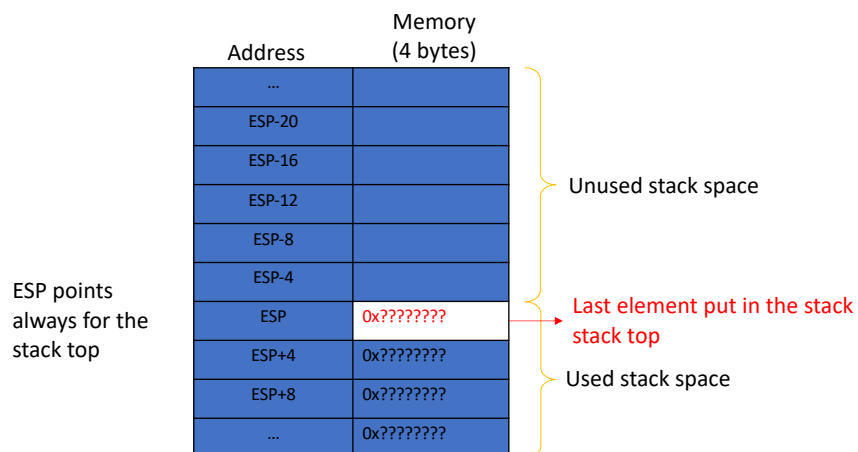 Memory
(4 bytes)
Address
...
ESP-20
ESP-16
ESP-12
ESP-8
ESP-4
Unused stack space
ESP points
always for the
stack top
ESP
0x????????
Last element put in the stack
stack top
ESP+4
0x????????
ESP+8
0x????????
Used stack space
...
0x????????